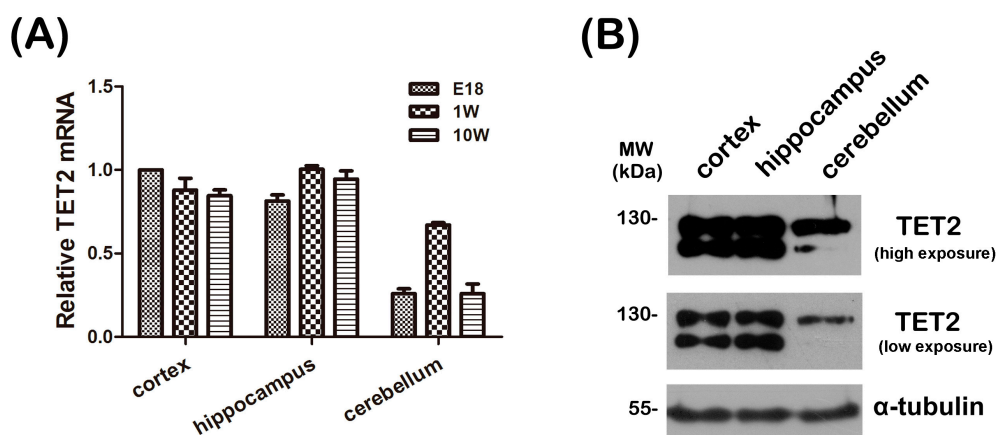 (A)
Relative TET2 mRNA
1.5
1.0
0.5
0.0
E18
1W
10W
cortex
hippocampus
cerebellum
(B)
MW
(kDa)
cortex
hippocampus
cerebellum
130-
TET2
(high exposure)
130-
TET2
(low exposure)
55-
α-tubulin